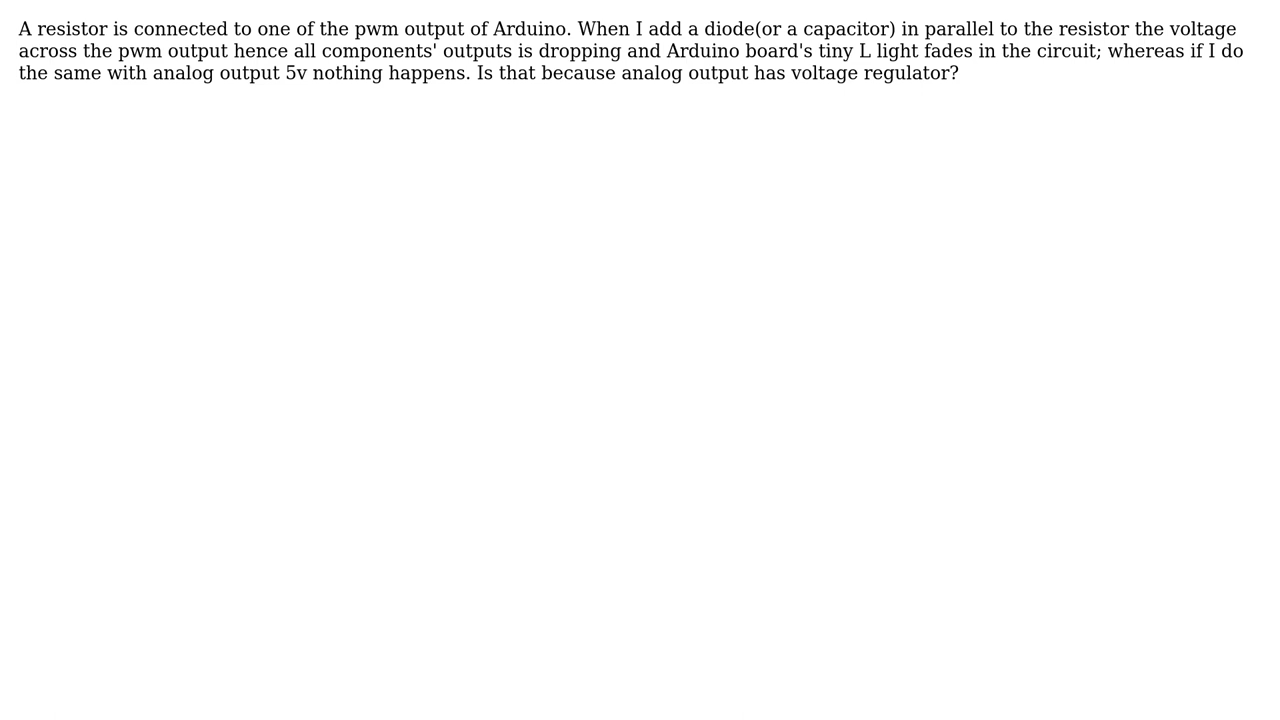 A resistor is connected to one of the pwm output of Arduino. When I add a diode(or a capacitor) in parallel to the resistor the voltage
across the pwm output hence all components' outputs is dropping and Arduino board's tiny L light fades in the circuit; whereas if I do
the same with analog output 5v nothing happens. Is that because analog output has voltage regulator?